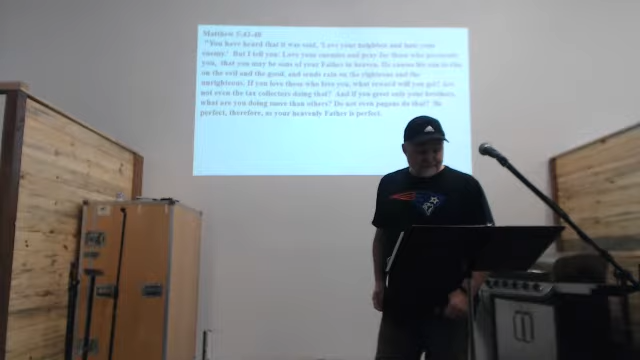 Matthew 5:43-48
"You have heard that it was said, 'Love your neighbor and hate your
enemy.' But I tell you: Love your enemies and pray for those who persecute
you, that you may be sons of your Father in heaven. He causes his sun to rise
on the evil and the good, and sends rain on the righteous and the
unrighteous. If you love those who love you, what reward will you get? Are
not even the tax collectors doing that? And if you greet only your brothers,
what are you doing more than others? Do not even pagans do that? Be
perfect, therefore, as your heavenly Father is perfect.